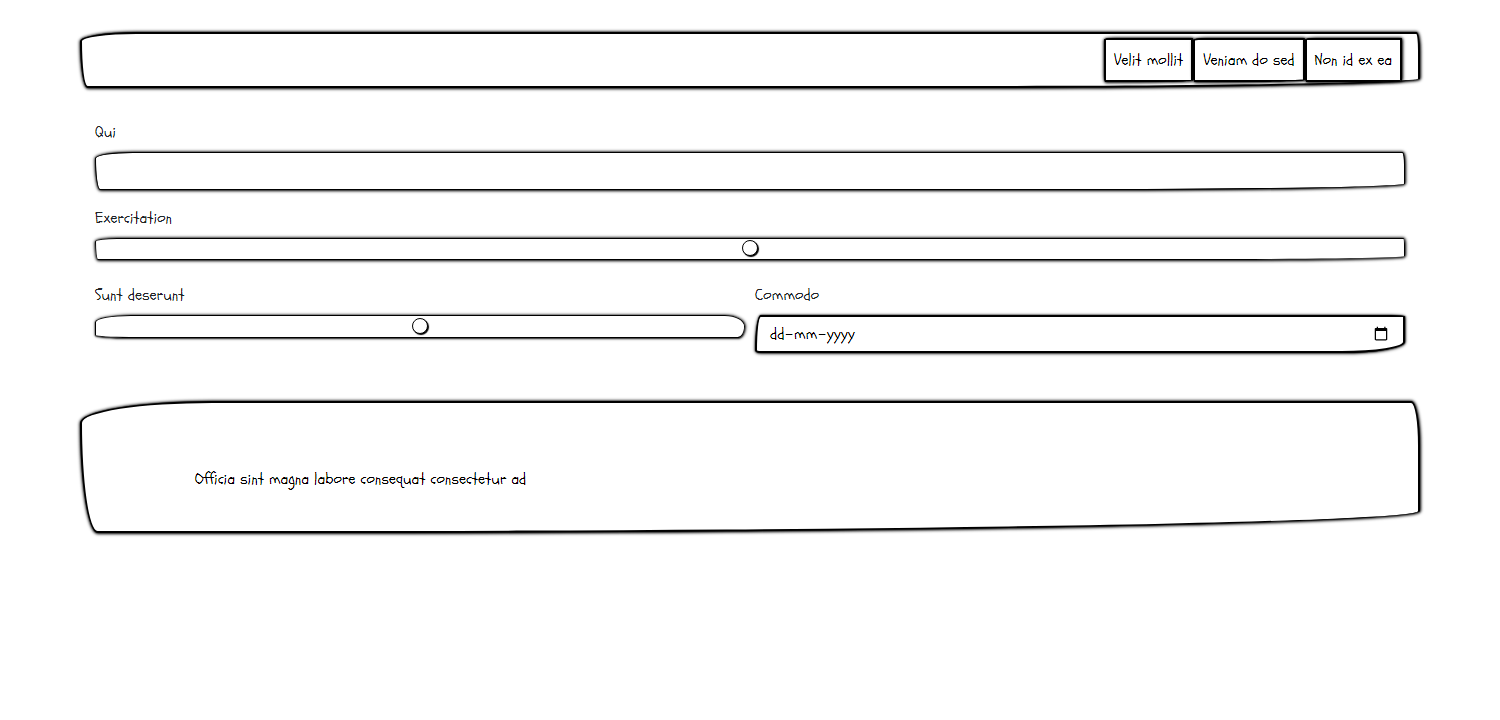 Velit mollit Veniam do sed Non id ex ea
Qui
Exercitation
Sunt deserunt Commodo
dd-mm-yyyy
Officia sint magna labore consequat consectetur ad